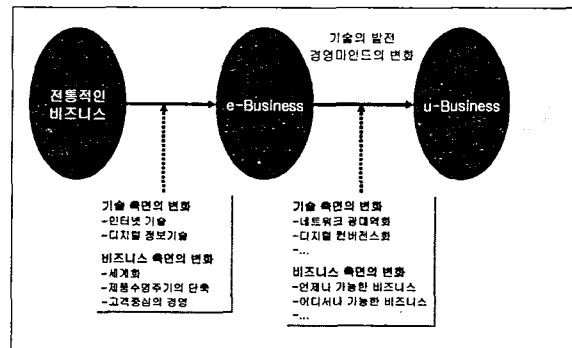 기술의 발전
경영마인드의 변화
전통적인
비즈니스
e-Business
u-Business
기술 측면의 변화
-인터넷 기술
-디지털 정보기술
비즈니스 측면의 변화
-세계화
-제품수명주기의 단축
-고객중심의 경영
기술 측면의 변화
-네트워크 광대역화
-디지털 컨버전스화
-...
비즈니스 측면의 변화
-언제나 가능한 비즈니스
-어디서나 가능한 비즈니스
-...